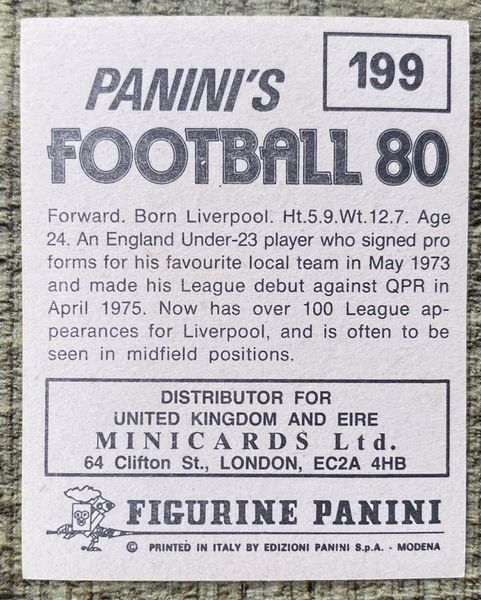 199
PANINI'S
FOOTBALL 80
Forward. Born Liverpool. Ht.5.9.Wt.12.7. Age
24. An England Under-23 player who signed pro
forms for his favourite local team in May 1973
and made his League debut against QPR in
April 1975. Now has over 100 League ap-
pearances for Liverpool, and is often to be
seen in midfield positions.
DISTRIBUTOR FOR
UNITED KINGDOM AND EIRE
MINICARDS Ltd.
64 Clifton St., LONDON, EC2A 4HB
FIGURINE PANINI
© PRINTED IN ITALY BY EDIZIONI PANINI S.p.A. - MODENA